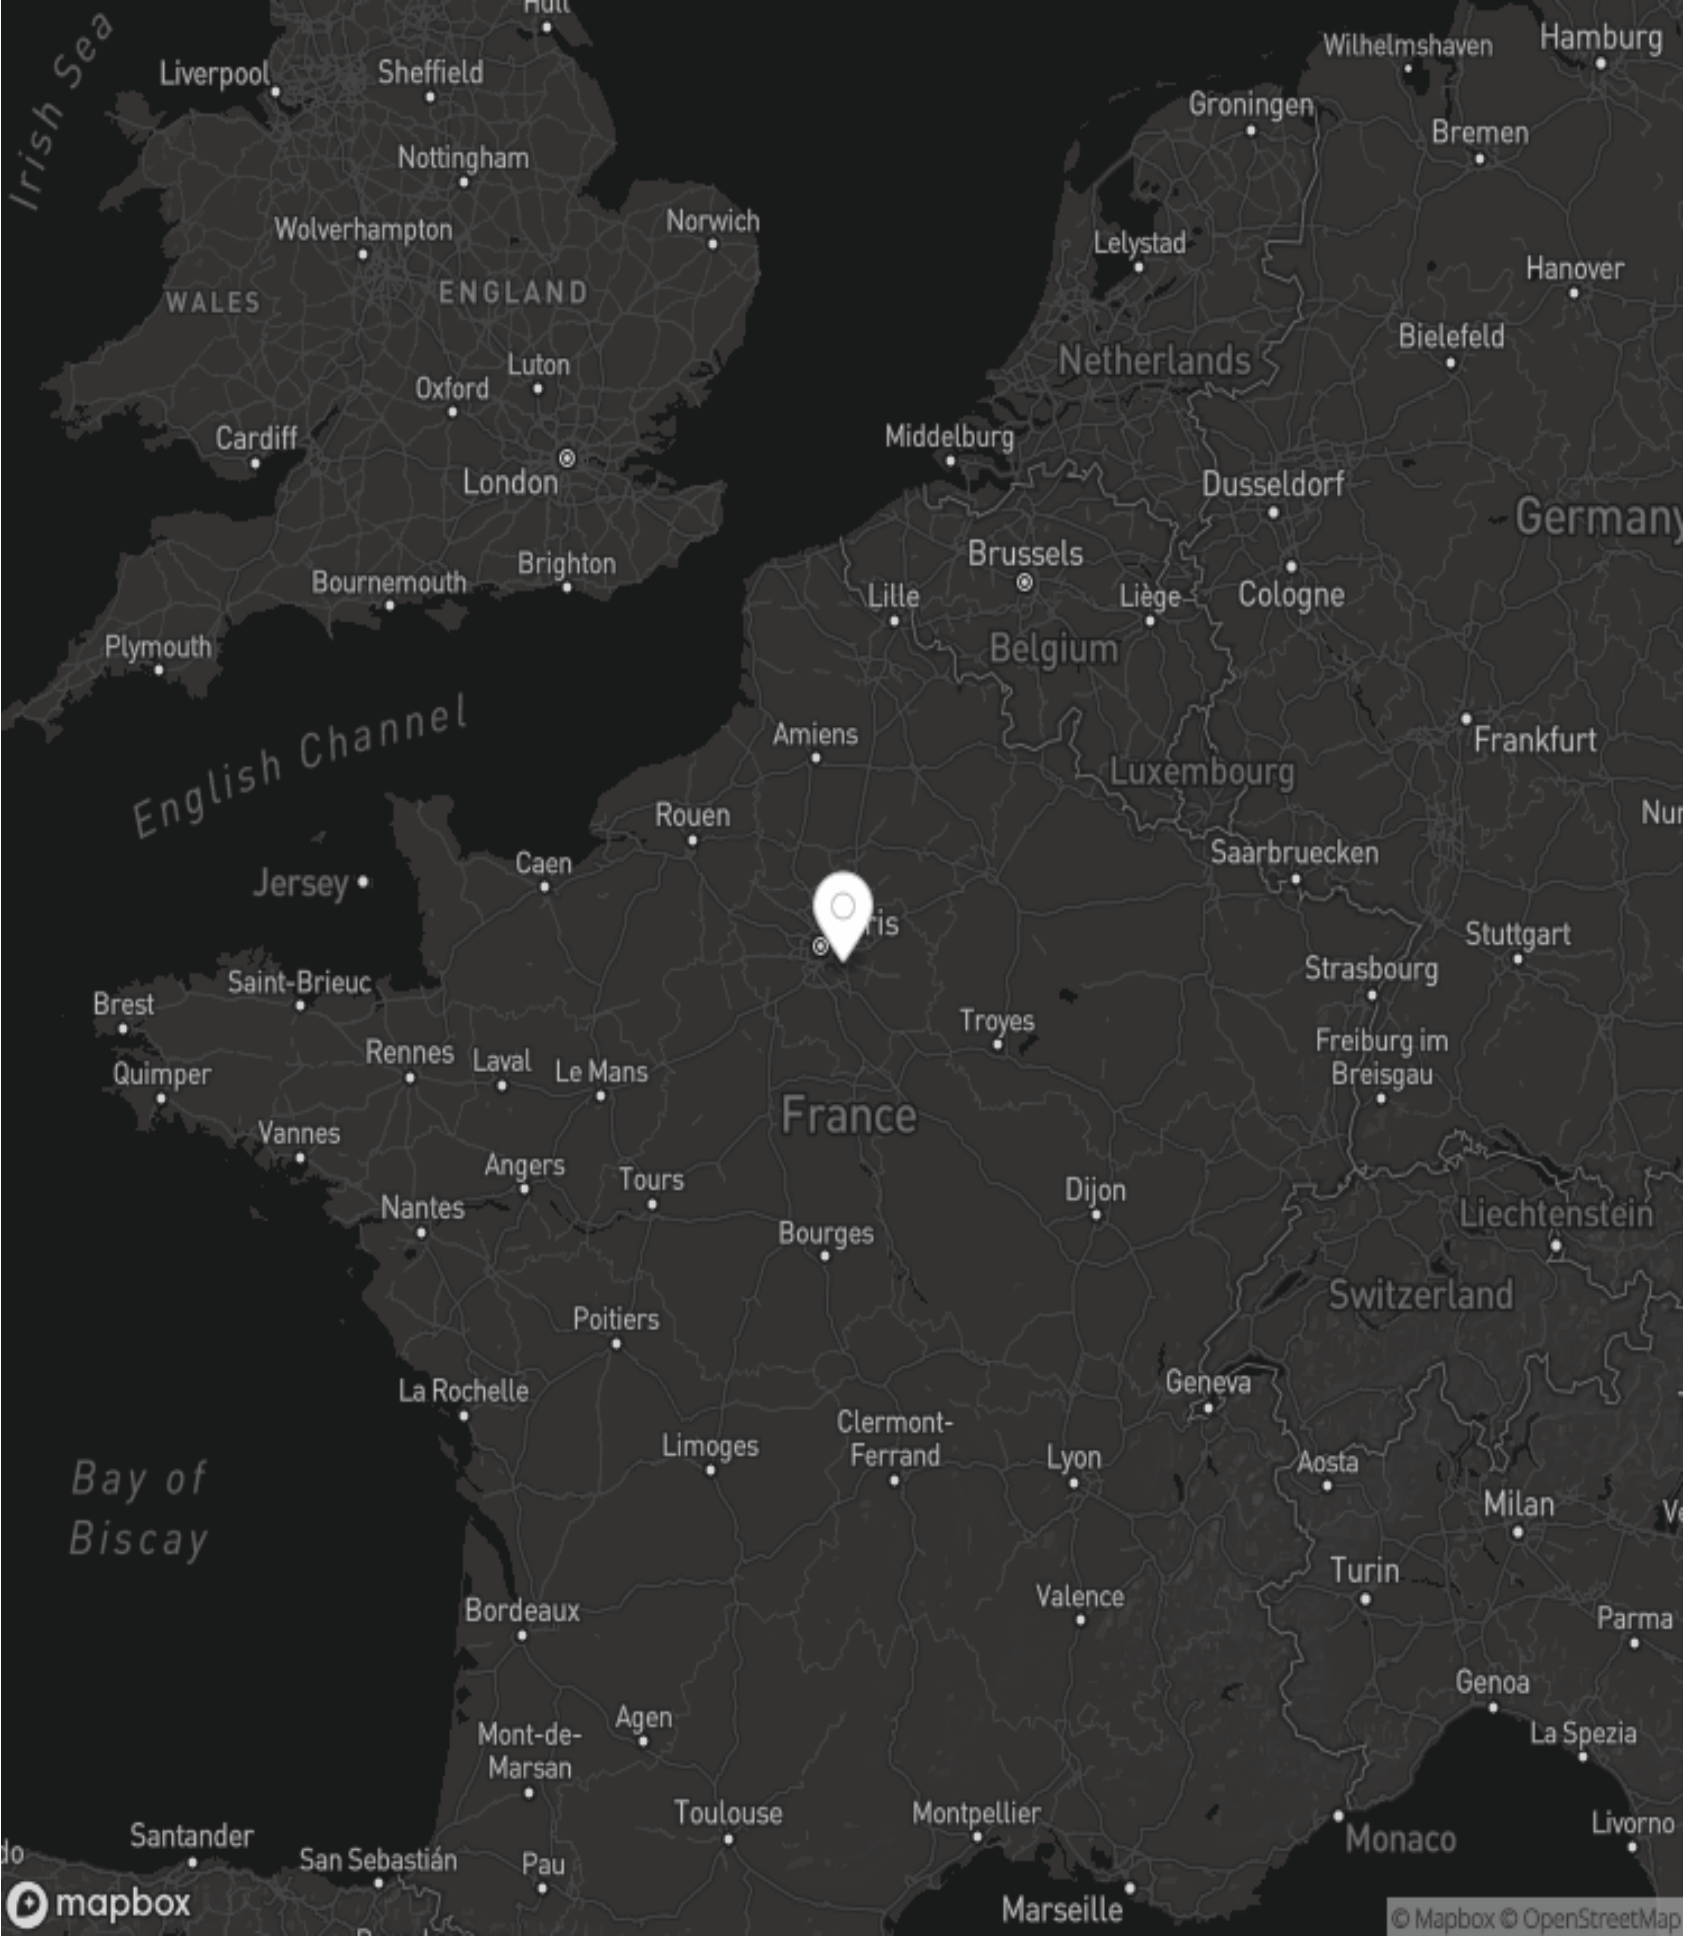 Hull
Irish Sea
Liverpool
Sheffield
Wilhelmshaven
Hamburg
Groningen
Bremen
Nottingham
Wolverhampton
Norwich
Lelystad
Hanover
WALES
ENGLAND
Bielefeld
Netherlands
Luton
Oxford
Cardiff
Middelburg
London
Dusseldorf
Germany
Brussels
Brighton
Bournemouth
Lille
Liège
Cologne
Plymouth
Belgium
English Channel
Amiens
Frankfurt
Luxembourg
Rouen
Nur
Caen
Saarbruecken
Jersey
ris
Stuttgart
Strasbourg
Saint-Brieuc
Brest
Troyes
Freiburg im
Breisgau
Rennes
Laval
Le Mans
Quimper
France
Vannes
Angers
Tours
Dijon
Nantes
Liechtenstein
Bourges
Switzerland
Poitiers
Geneva
La Rochelle
Clermont-
Ferrand
Limoges
Lyon
Aosta
Bay of
Biscay
Milan
Ve
Turin
Valence
Bordeaux
Parma
Genoa
Agen
La Spezia
Mont-de-
Marsan
Toulouse
Montpellier
Livorno
Santander
Monaco
do
San Sebastián
Pau
mapbox
Marseille
© Mapbox © OpenStreetMap